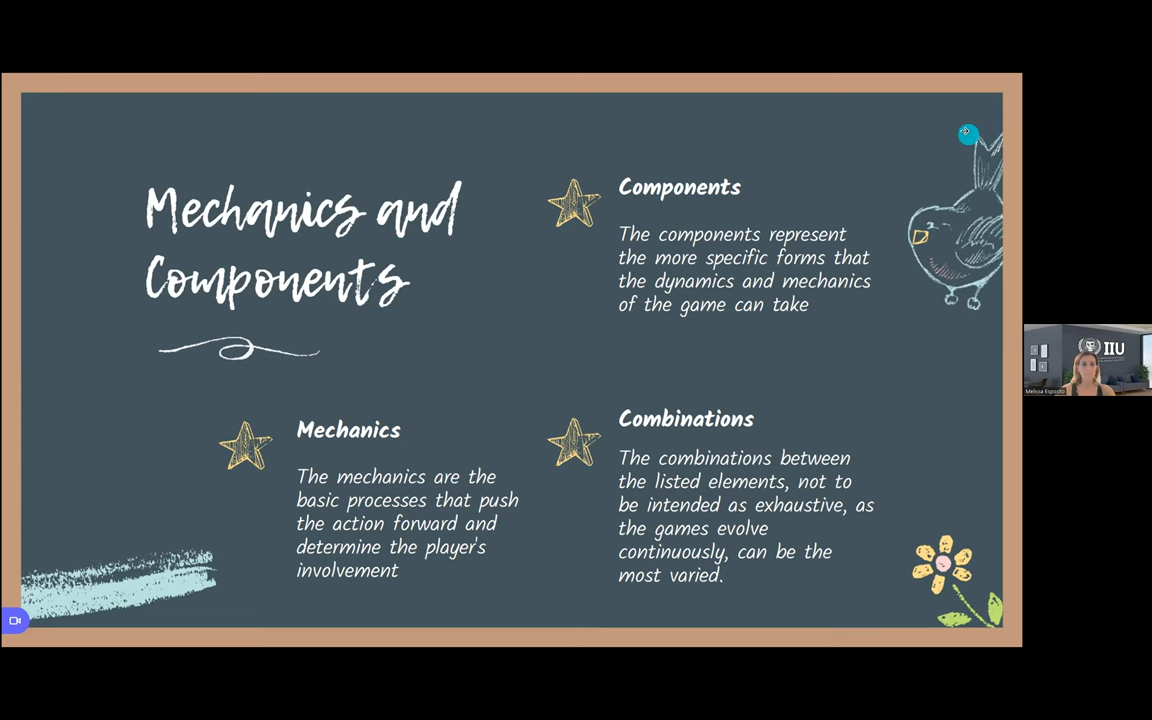 Mechanics and
Components
Components
The components represent
the more specific forms that
the dynamics and mechanics
of the game can take
Mechanics
The mechanics are the
basic processes that push
the action forward and
determine the player's
involvement
Combinations
The combinations between
the listed elements, not to
be intended as exhaustive, as
the games evolve
continuously, can be the
most varied.
IIU
Melissa Esposito